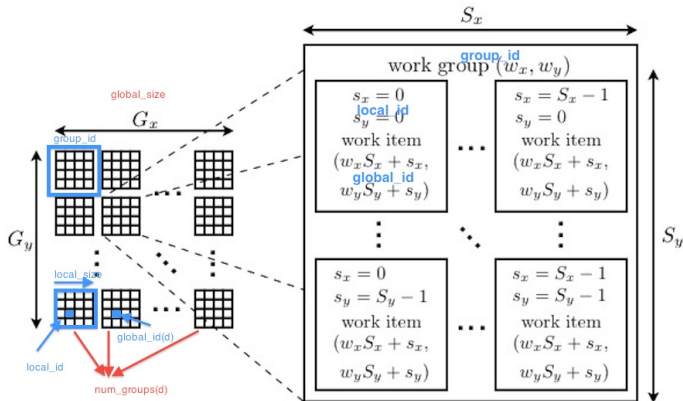 S_x
group_id
work group (w_x, w_y)
global_size
G_x
group_id
G_y
local_size
local_id
global_id(d)
num_groups(d)
s_x = 0
local_id
s_y = 0
work item
(w_xS_x + s_x,
global_id
w_yS_y + s_y)
...
s_x = S_x − 1
s_y = 0
work item
(w_xS_x + s_x,
w_yS_y + s_y)
S_y
s_x = 0
s_y = S_y − 1
work item
(w_xS_x + s_x,
w_yS_y + s_y)
...
s_x = S_x − 1
s_y = S_y − 1
work item
(w_xS_x + s_x,
w_yS_y + s_y)